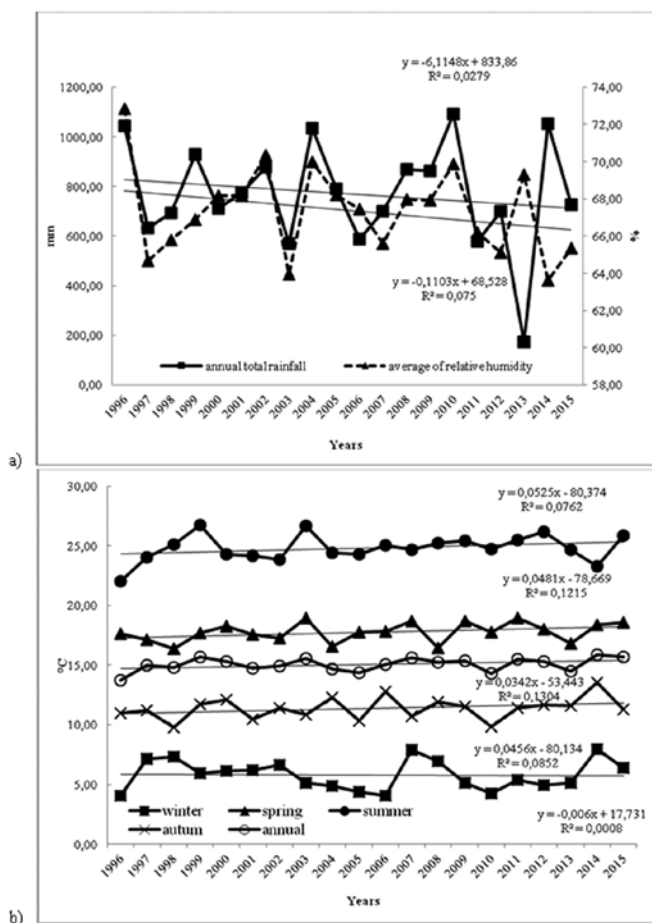 a)
y = -6,1148x + 833,86
R² = 0,0279
1200,00
1000,00
800,00
600,00
400,00
200,00
0,00
mm
74,00
72,00
70,00
68,00
66,00
64,00
62,00
60,00
58,00
%
y = -0,1103x + 68,528
R² = 0,075
annual total rainfall average of relative humidity
1996 1997 1998 1999 2000 2001 2002 2003 2004 2005 2006 2007 2008 2009 2010 2011 2012 2013 2014 2015
Years
b)
30,00
25,00
20,00
15,00
10,00
5,00
0,00
°C
y = 0,0525x - 80,374
R² = 0,0762
y = 0,0481x - 78,669
R² = 0,1215
y = 0,0342x - 53,443
R² = 0,1304
y = 0,0456x - 80,134
R² = 0,0852
y = -0,006x + 17,731
R² = 0,0008
winter spring summer
autum annual
1996 1997 1998 1999 2000 2001 2002 2003 2004 2005 2006 2007 2008 2009 2010 2011 2012 2013 2014 2015
Years